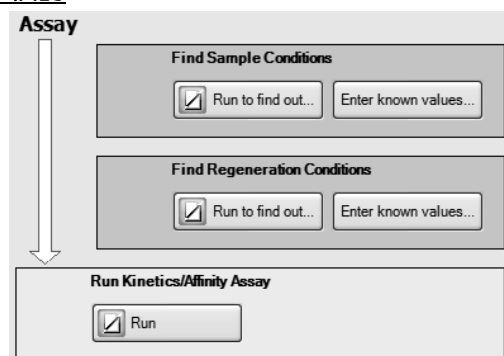 Assay
Find Sample Conditions
Run to find out... Enter known values...
Find Regeneration Conditions
Run to find out... Enter known values...
Run Kinetics/Affinity Assay
Run